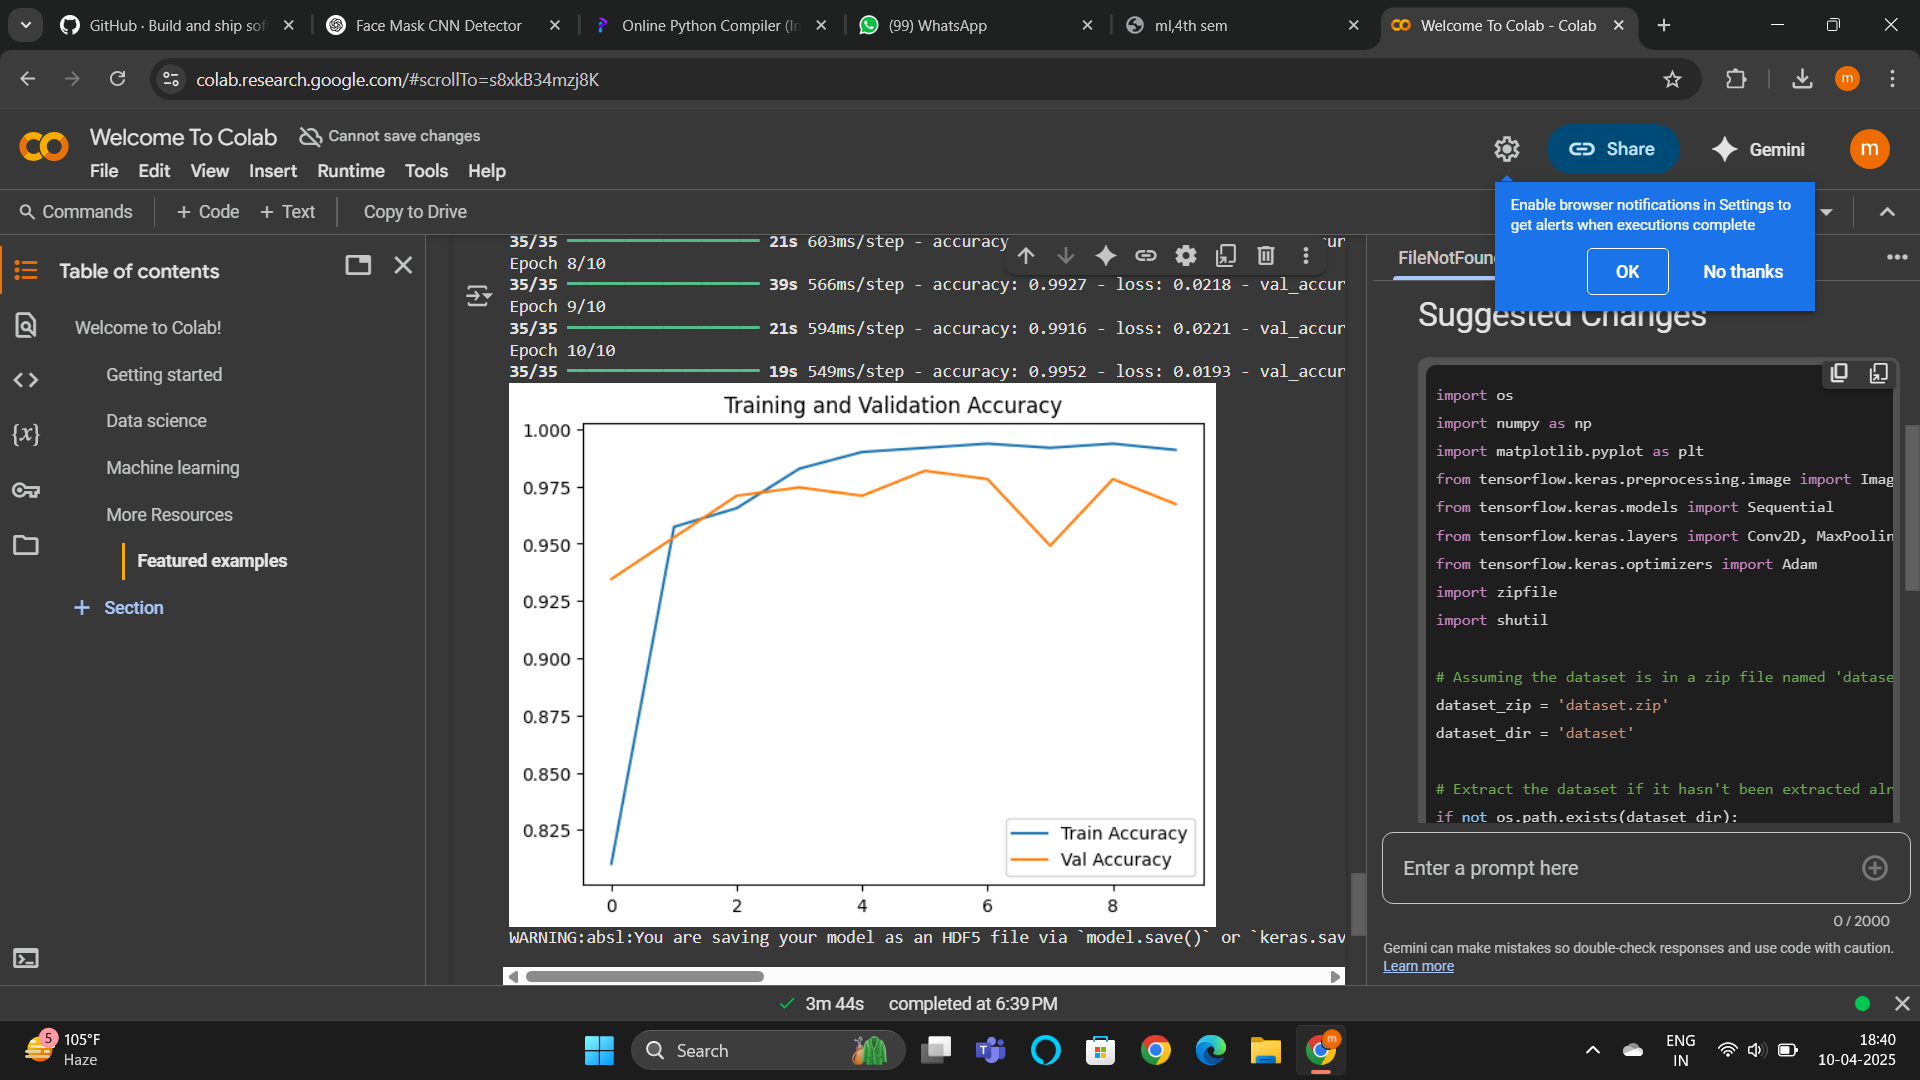 GitHub · Build and ship sof
Face Mask CNN Detector
Online Python Compiler (In
(99) WhatsApp
ml,4th sem
Welcome To Colab - Colab
colab.research.google.com/#scrollTo=s8xkB34mzj8K
m
Welcome To Colab
Cannot save changes
File Edit View Insert Runtime Tools Help
Share
Gemini
m
Commands
+ Code + Text
Copy to Drive
Enable browser notifications in Settings to
get alerts when executions complete
OK
No thanks
Table of contents
Welcome to Colab!
Getting started
Data science
Machine learning
More Resources
Featured examples
+ Section
35/35 21s 603ms/step - accuracy
Epoch 8/10
35/35 39s 566ms/step - accuracy: 0.9927 - loss: 0.0218 - val_accur
Epoch 9/10
35/35 21s 594ms/step - accuracy: 0.9916 - loss: 0.0221 - val_accur
Epoch 10/10
35/35 19s 549ms/step - accuracy: 0.9952 - loss: 0.0193 - val_accur
Training and Validation Accuracy
1.000
0.975
0.950
0.925
0.900
0.875
0.850
0.825
Train Accuracy
Val Accuracy
0 2 4 6 8
WARNING:absl:You are saving your model as an HDF5 file via `model.save()` or `keras.sav
FileNotFoun
Suggested Changes
import os
import numpy as np
import matplotlib.pyplot as plt
from tensorflow.keras.preprocessing.image import Imag
from tensorflow.keras.models import Sequential
from tensorflow.keras.layers import Conv2D, MaxPoolin
from tensorflow.keras.optimizers import Adam
import zipfile
import shutil
# Assuming the dataset is in a zip file named 'datase
dataset_zip = 'dataset.zip'
dataset_dir = 'dataset'
# Extract the dataset if it hasn't been extracted alr
if not os.path.exists(dataset_dir):
Enter a prompt here
0 / 2000
Gemini can make mistakes so double-check responses and use code with caution.
Learn more
3m 44s completed at 6:39 PM
5
105°F
Haze
Search
m
ENG
IN
18:40
10-04-2025